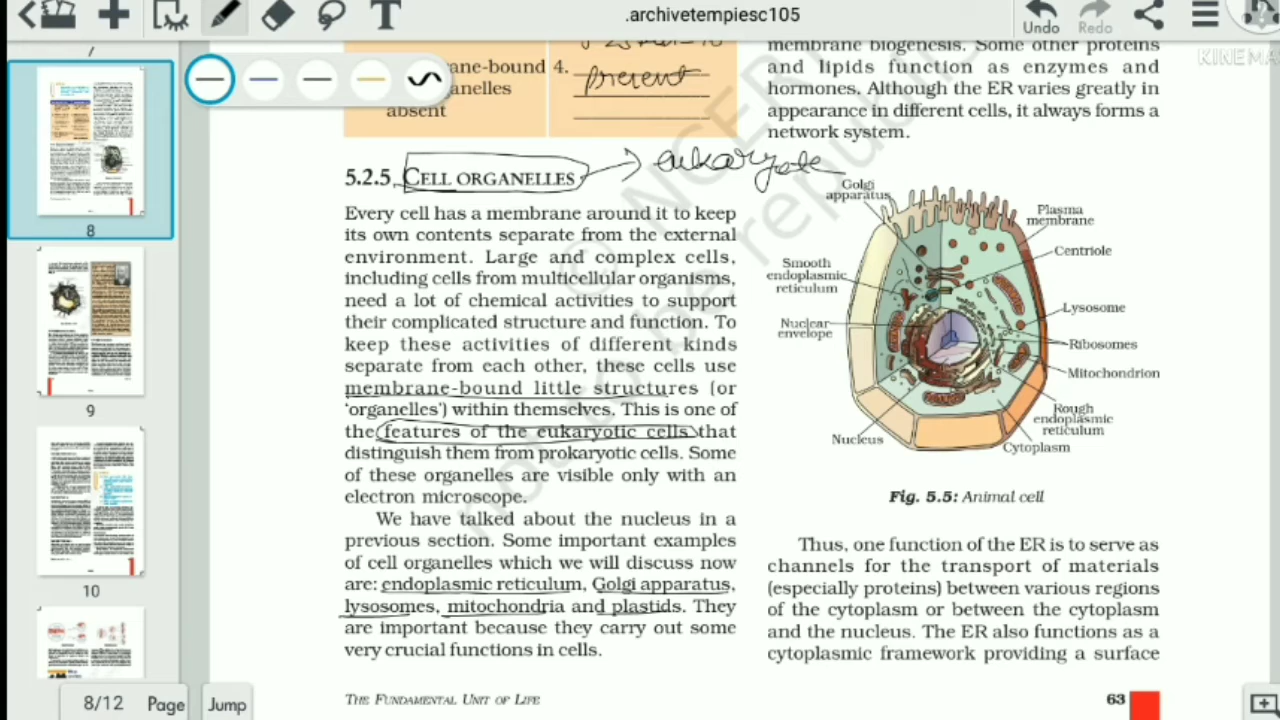 .archivetempiesc105
Undo
Redo
KINEMA
7
8
9
10
8/12
Page
Jump
rane-bound
anelles
absent
4.
present
5.2.5 CELL ORGANELLES
eukaryote
Every cell has a membrane around it to keep
its own contents separate from the external
environment. Large and complex cells,
including cells from multicellular organisms,
need a lot of chemical activities to support
their complicated structure and function. To
keep these activities of different kinds
separate from each other, these cells use
membrane-bound little structures (or
‘organelles’) within themselves. This is one of
the features of the eukaryotic cells that
distinguish them from prokaryotic cells. Some
of these organelles are visible only with an
electron microscope.
We have talked about the nucleus in a
previous section. Some important examples
of cell organelles which we will discuss now
are: endoplasmic reticulum, Golgi apparatus,
lysosomes, mitochondria and plastids. They
are important because they carry out some
very crucial functions in cells.
membrane biogenesis. Some other proteins
and lipids function as enzymes and
hormones. Although the ER varies greatly in
appearance in different cells, it always forms a
network system.
Golgi
apparatus
Plasma
membrane
Centriole
Smooth
endoplasmic
reticulum
Lysosome
Nuclear
envelope
Ribosomes
Mitochondrion
Rough
endoplasmic
reticulum
Nucleus
Cytoplasm
Fig. 5.5: Animal cell
Thus, one function of the ER is to serve as
channels for the transport of materials
(especially proteins) between various regions
of the cytoplasm or between the cytoplasm
and the nucleus. The ER also functions as a
cytoplasmic framework providing a surface
THE FUNDAMENTAL UNIT OF LIFE
63